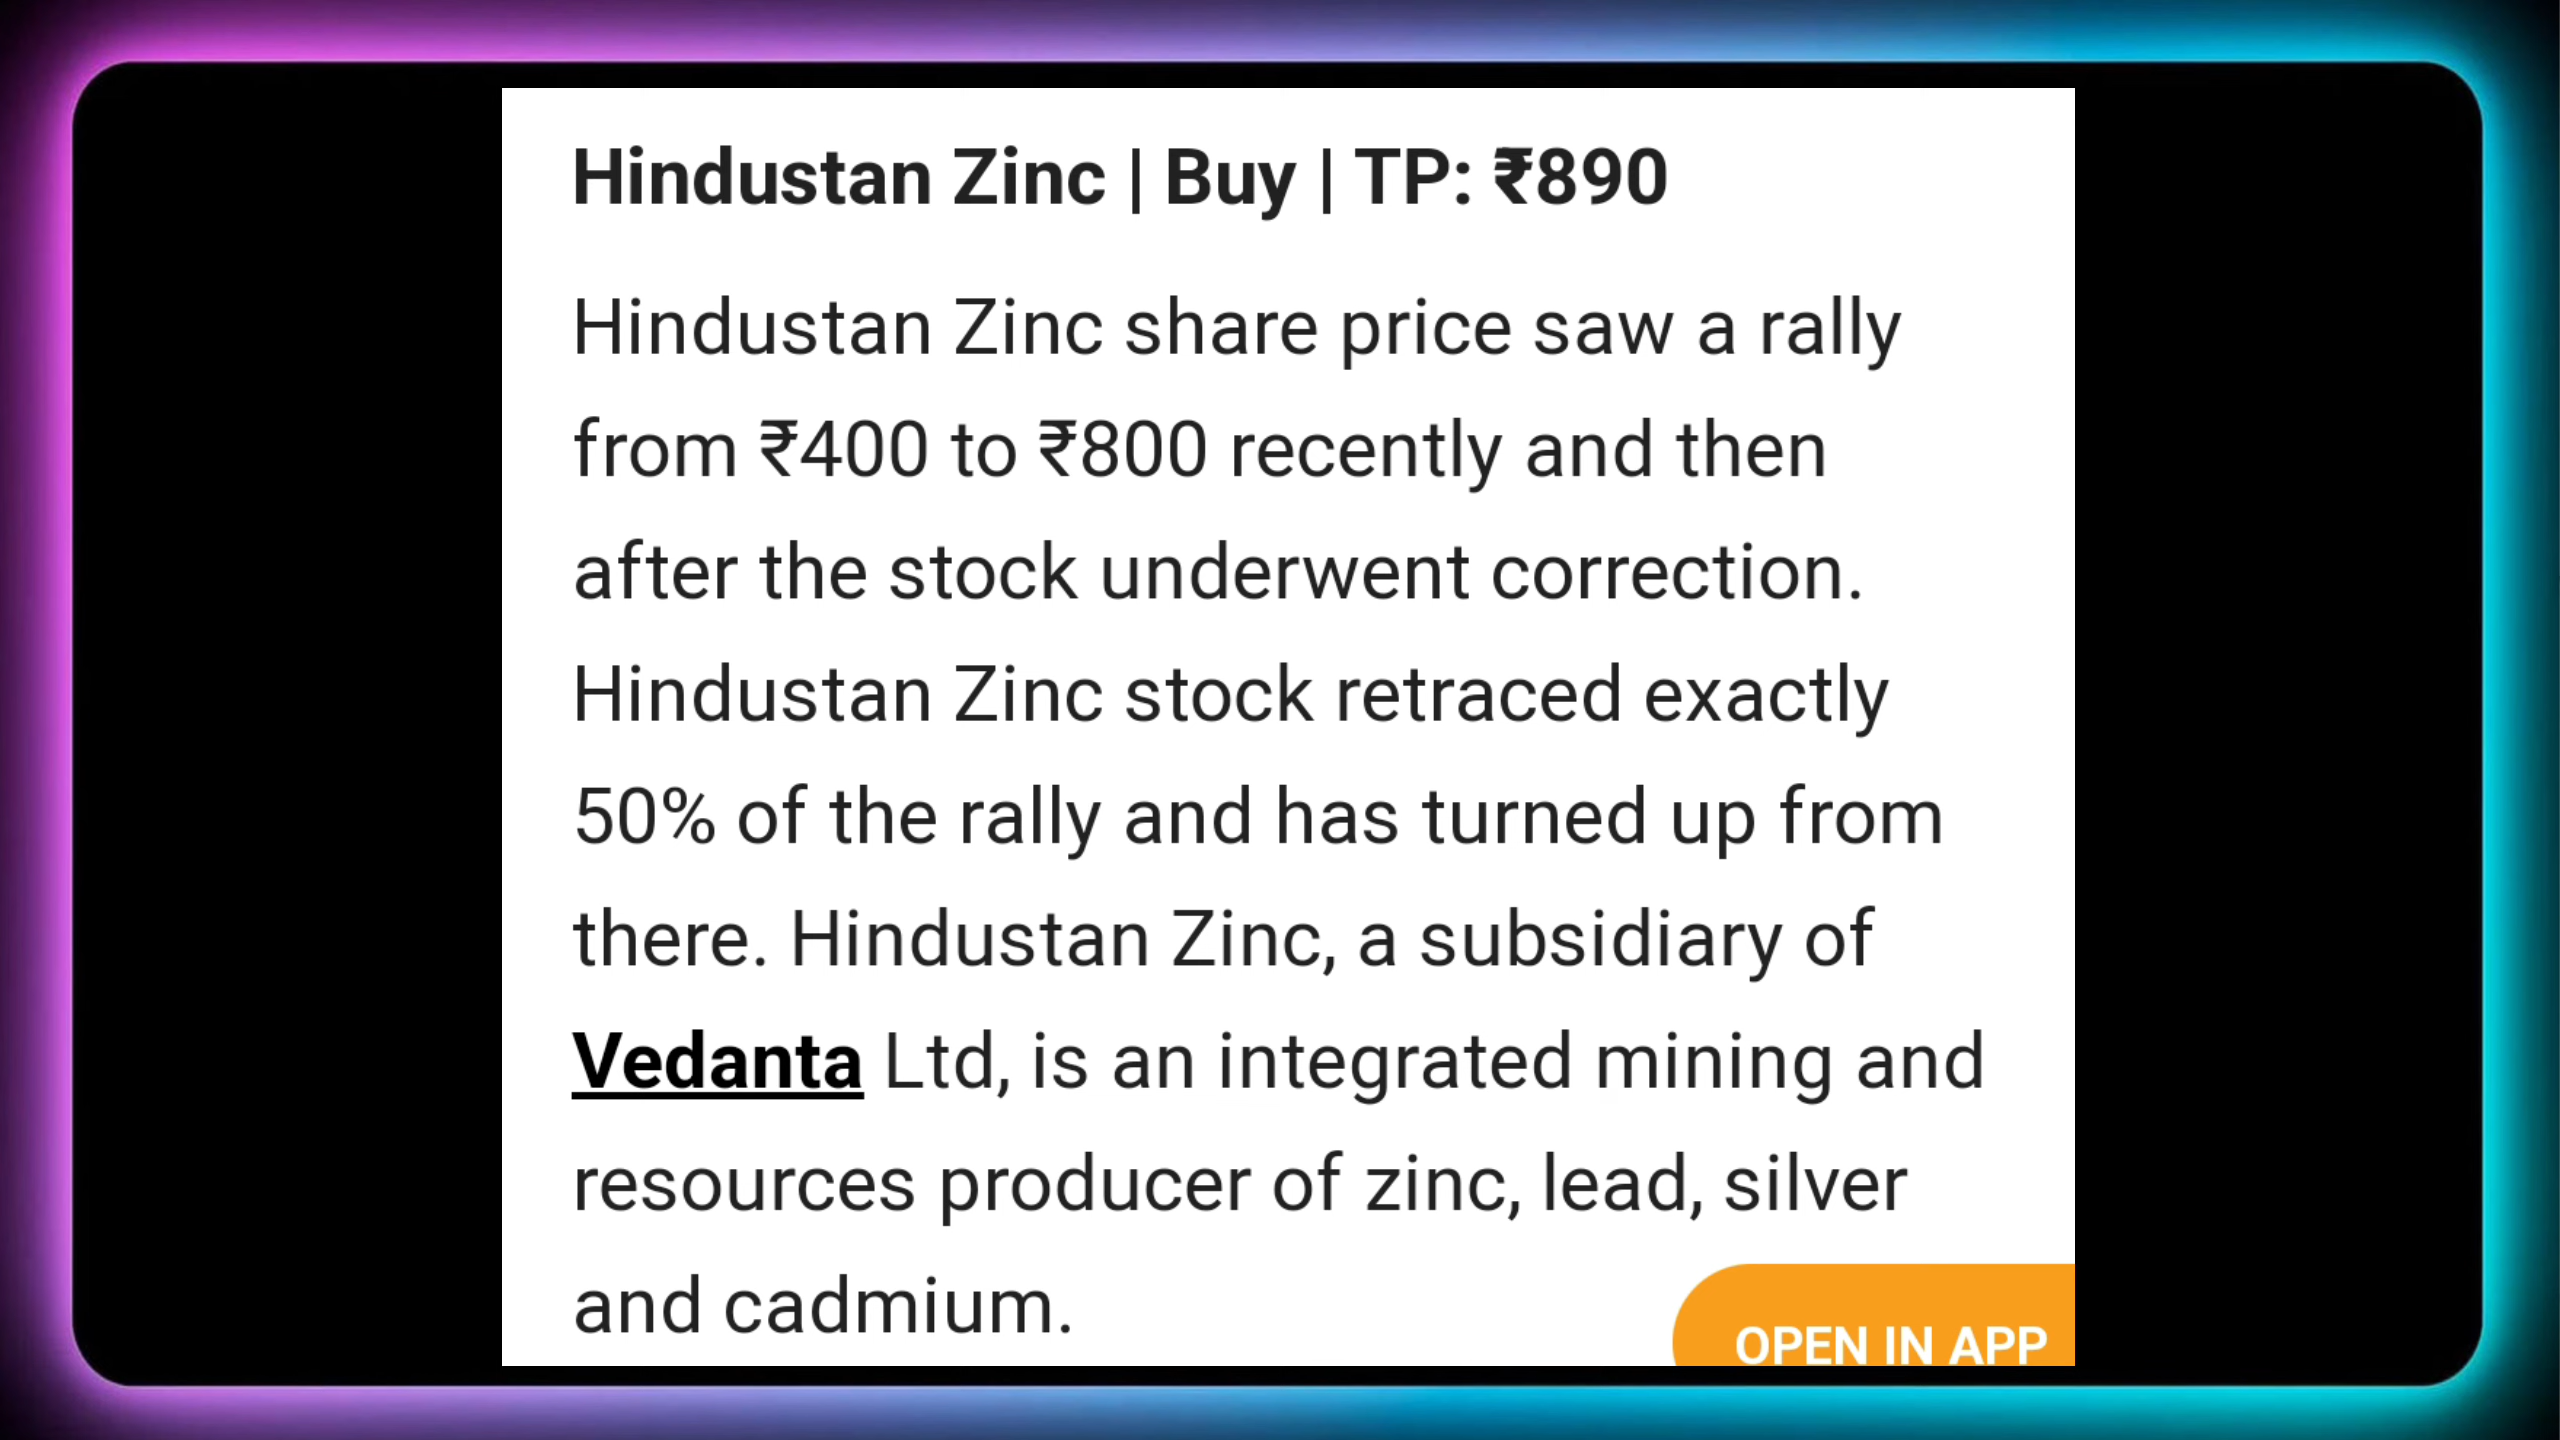 Hindustan Zinc | Buy | TP: ₹890
Hindustan Zinc share price saw a rally
from ₹400 to ₹800 recently and then
after the stock underwent correction.
Hindustan Zinc stock retraced exactly
50% of the rally and has turned up from
there. Hindustan Zinc, a subsidiary of
Vedanta Ltd, is an integrated mining and
resources producer of zinc, lead, silver
and cadmium.
OPEN IN APP